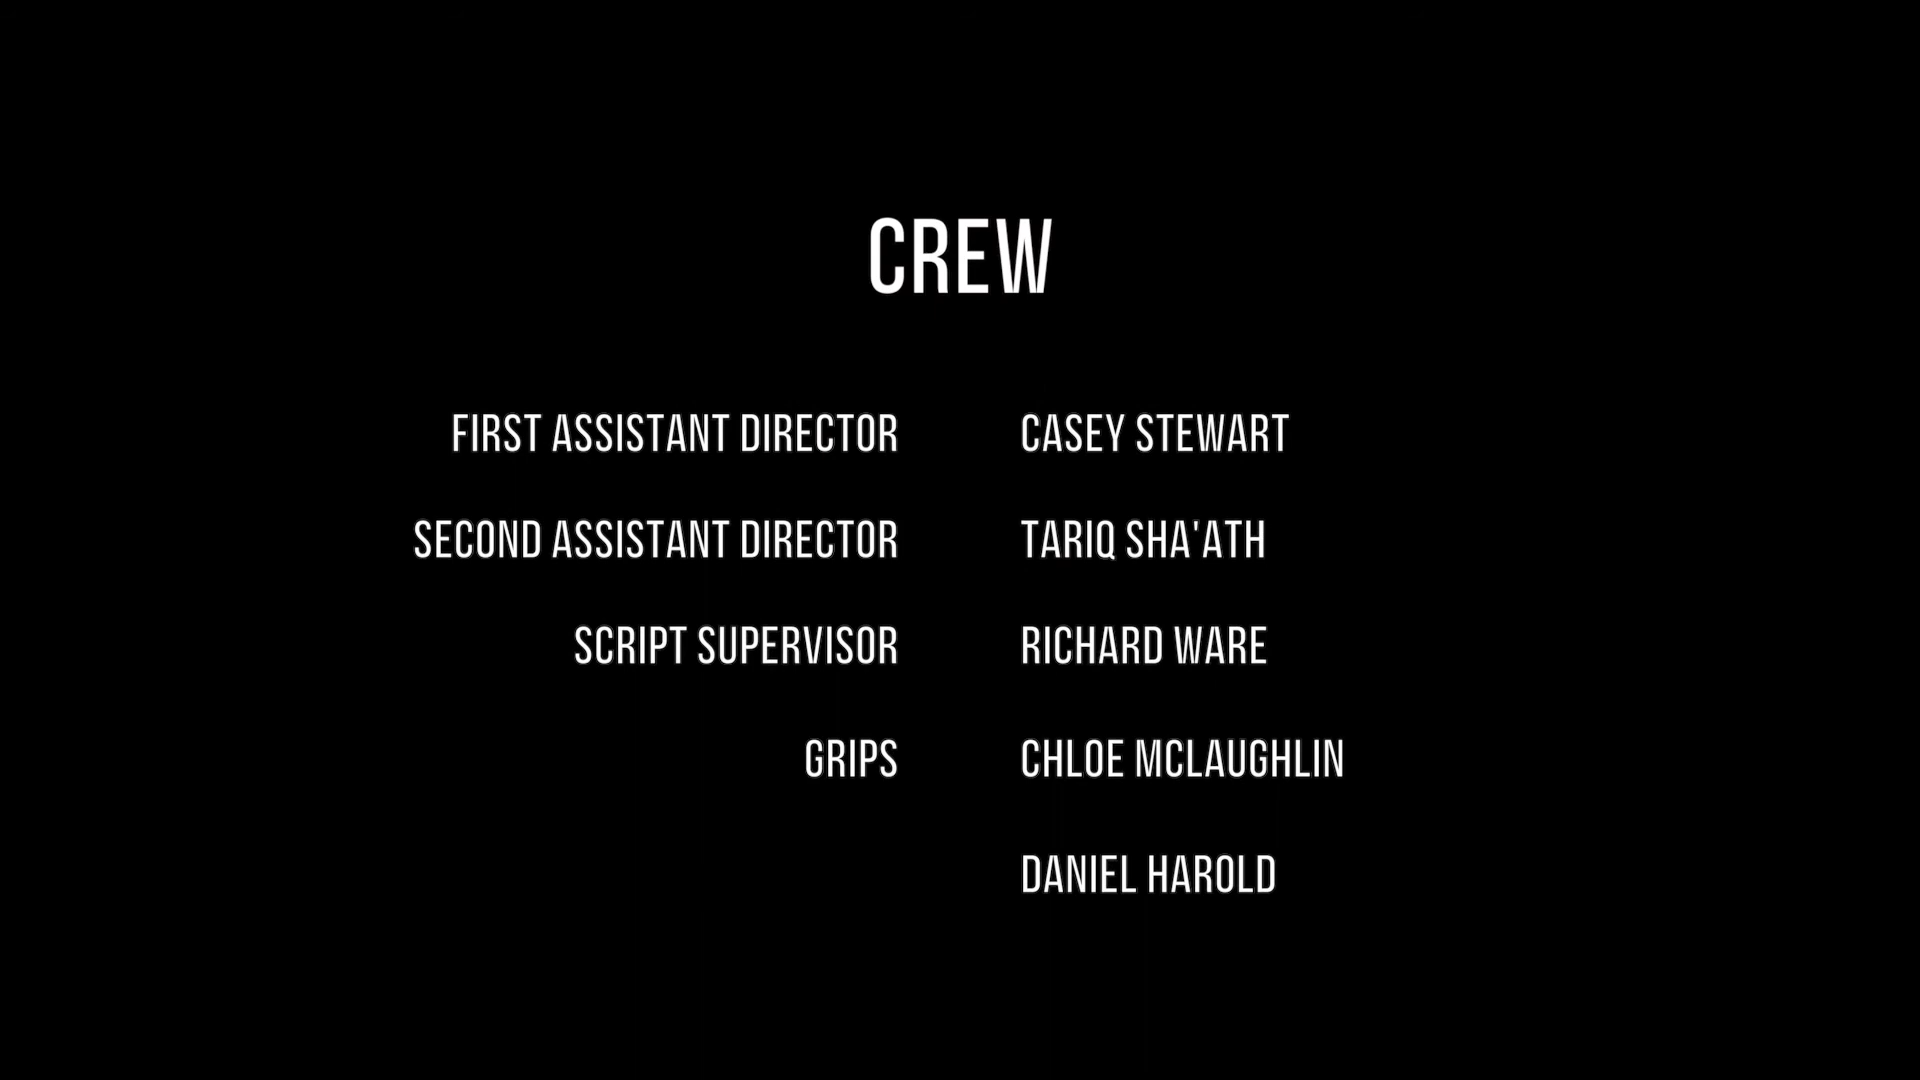 CREW
FIRST ASSISTANT DIRECTOR CASEY STEWART
SECOND ASSISTANT DIRECTOR TARIQ SHA'ATH
SCRIPT SUPERVISOR RICHARD WARE
GRIPS CHLOE MCLAUGHLIN
DANIEL HAROLD